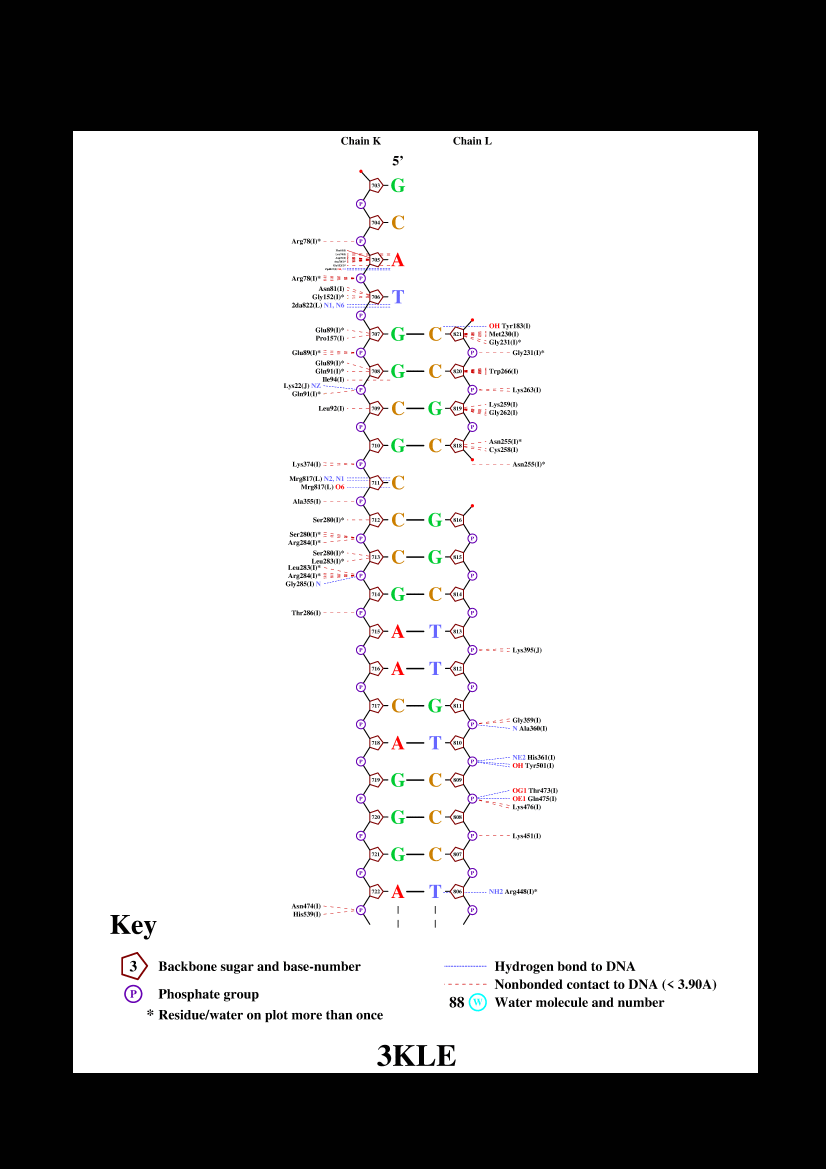 Chain K Chain L
5'
703 G
P
704 C
P
Arg78(I)*
705 A
Arg78(I)* P
Asn81(I)
Gly152(I)* 706 T
2da822(L) N1, N6
P
OH Tyr183(I)
Glu89(I)* 707 G C 821 Met230(I)
Pro157(I) Gly231(I)*
Glu89(I)* P P Gly231(I)*
Glu89(I)*
Gln91(I)* 708 G C 820 Trp266(I)
Ile94(I)
Lys22(J) NZ P P Lys263(I)
Gln91(I)*
Leu92(I) 709 C G 819 Lys259(I)
Gly262(I)
P P
710 G C 818 Asn255(I)*
Cys258(I)
Lys374(I) P Asn255(I)*
Mrg817(L) N2, N1 711 C
Mrg817(L) O6
Ala355(I) P
Ser280(I)* 712 C G 816
Ser280(I)* P P
Arg284(I)*
Ser280(I)* 713 C G 815
Leu283(I)*
Leu283(I)*
Arg284(I)* P P
Gly285(I) N
714 G C 814
Thr286(I) P P
715 A T 813
P P Lys395(J)
716 A T 812
P P
717 C G 811
Gly359(I)
P P N Ala360(I)
718 A T 810
P P NE2 His361(I)
OH Tyr501(I)
719 G C 809
OG1 Thr473(I)
P P OE1 Gln475(I)
Lys476(I)
720 G C 808
P P Lys451(I)
721 G C 807
P P
722 A T 806 NH2 Arg448(I)*
Asn474(I) P P
His539(I)
Key
3 Backbone sugar and base-number Hydrogen bond to DNA
Nonbonded contact to DNA (< 3.90A)
P Phosphate group 88 W Water molecule and number
* Residue/water on plot more than once
3KLE